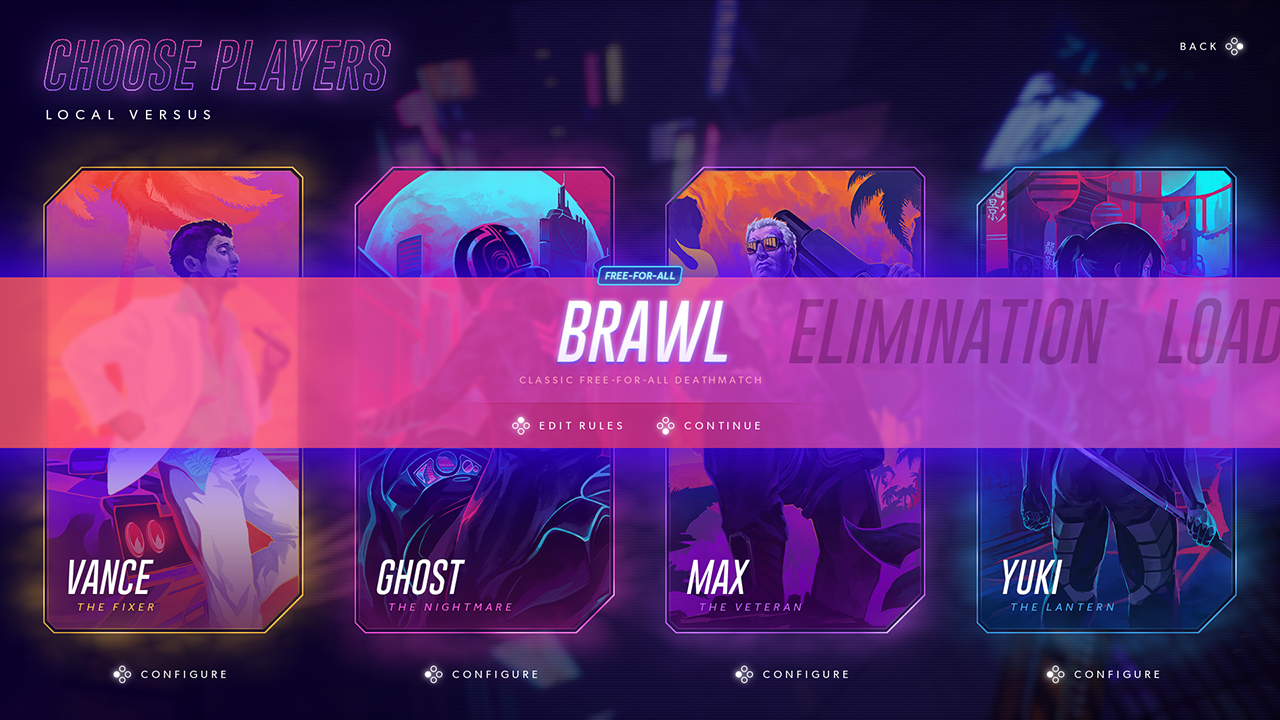 CHOOSE PLAYERS
BACK
LOCAL VERSUS
FREE-FOR-ALL
BRAWL
ELIMINATION
LOAD
CLASSIC FREE-FOR-ALL DEATHMATCH
EDIT RULES
CONTINUE
VANCE
THE FIXER
GHOST
THE NIGHTMARE
MAX
THE VETERAN
YUKI
THE LANTERN
CONFIGURE
CONFIGURE
CONFIGURE
CONFIGURE